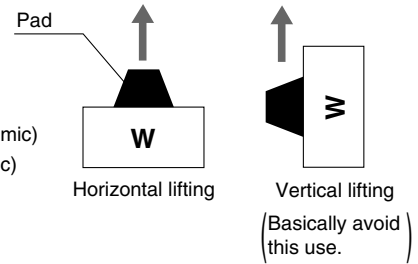 Pad
W
W
mic)
c)
Horizontal lifting
Vertical lifting
(Basically avoid
this use.)